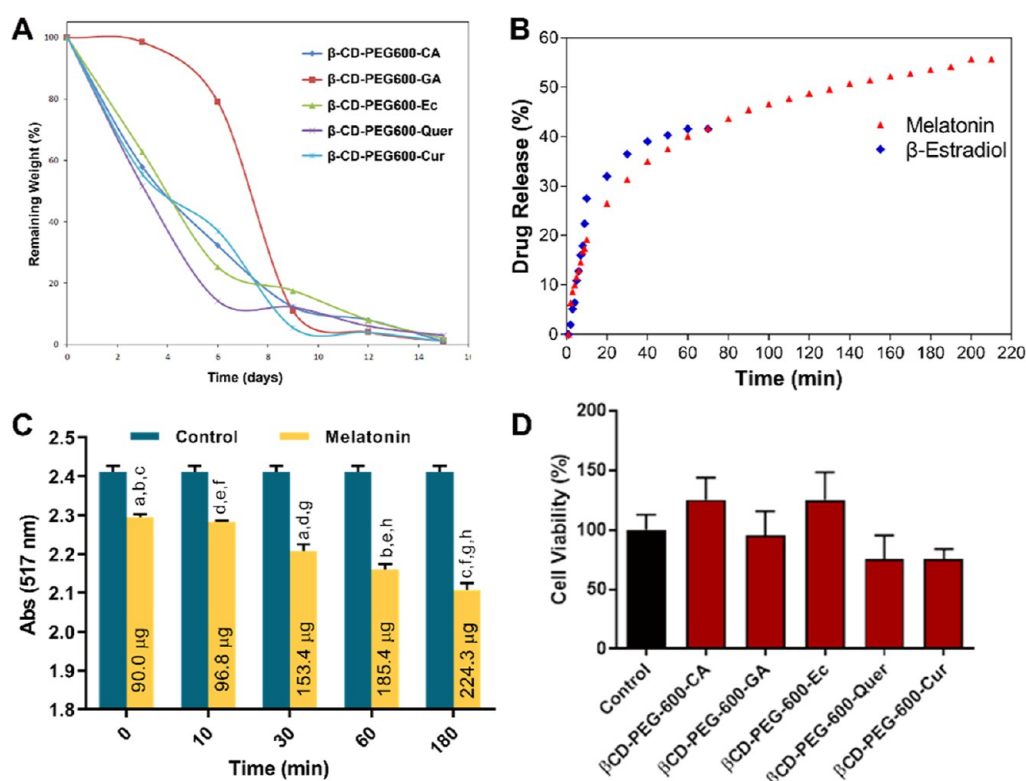 A
100
80
60
40
20
0
Remaining Weight (%)
0 2 4 6 8 10 12 14 16
Time (days)
β-CD-PEG600-CA
β-CD-PEG600-GA
β-CD-PEG600-Ec
β-CD-PEG600-Quer
β-CD-PEG600-Cur
B
60
50
40
30
20
10
0
Drug Release (%)
0 20 40 60 80 100 120 140 160 180 200 220
Time (min)
Melatonin
β-Estradiol
C
Control Melatonin
2.5
2.4
2.3
2.2
2.1
2.0
1.9
1.8
Abs (517 nm)
a,b,c
d,e,f
a,d,g
b,e,h
c,f,g,h
90.0 µg
96.8 µg
153.4 µg
185.4 µg
224.3 µg
0 10 30 60 180
Time (min)
D
200
150
100
50
0
Cell Viability (%)
Control
βCD-PEG-600-CA
βCD-PEG-600-GA
βCD-PEG-600-Ec
βCD-PEG-600-Quer
βCD-PEG-600-Cur